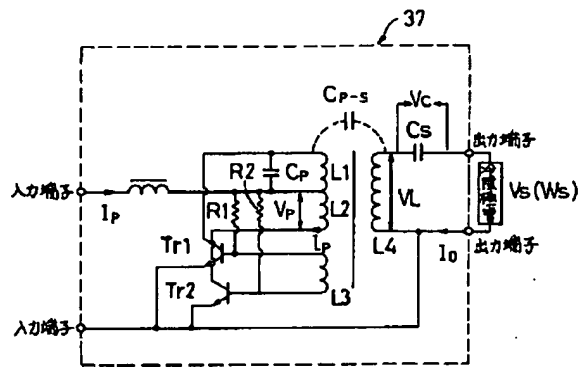 37
CP-S
VC
CS
出力端子
R2
CP
L1
入力端子
IP
R1
VP
L2
VL
冷陰極管
VS(WS)
Tr1
iP
L4
IO
出力端子
Tr2
L3
入力端子